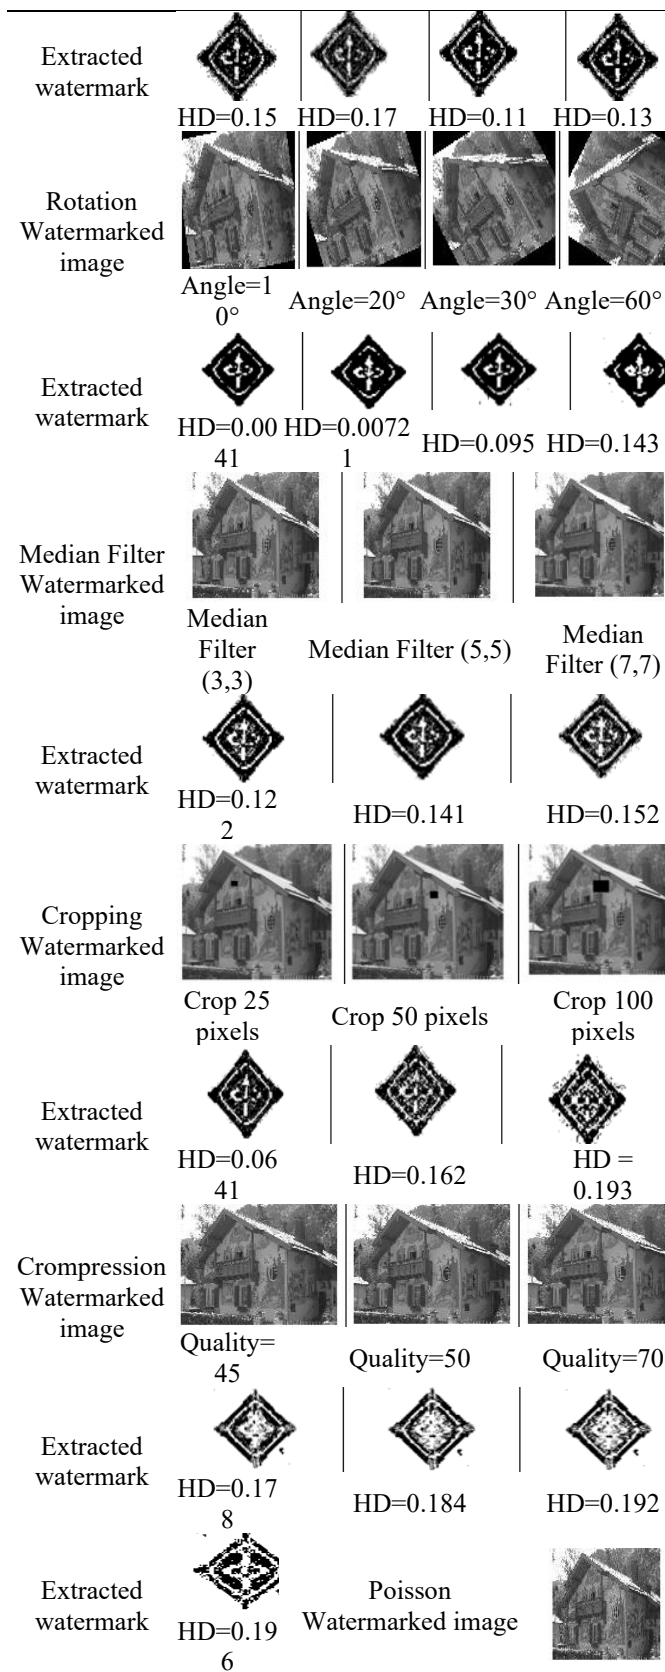 Extracted
watermark
HD=0.15 HD=0.17 HD=0.11 HD=0.13
Rotation
Watermarked
image
Angle=1
0° Angle=20° Angle=30° Angle=60°
Extracted
watermark
HD=0.00
41
HD=0.0072
1
HD=0.095 HD=0.143
Median Filter
Watermarked
image
Median
Filter
(3,3)
Median Filter (5,5)
Median
Filter (7,7)
Extracted
watermark
HD=0.12
2
HD=0.141 HD=0.152
Cropping
Watermarked
image
Crop 25
pixels
Crop 50 pixels
Crop 100
pixels
Extracted
watermark
HD=0.06
41
HD=0.162
HD =
0.193
Crompression
Watermarked
image
Quality=
45
Quality=50 Quality=70
Extracted
watermark
HD=0.17
8
HD=0.184 HD=0.192
Extracted
watermark
HD=0.19
6
Poisson
Watermarked image